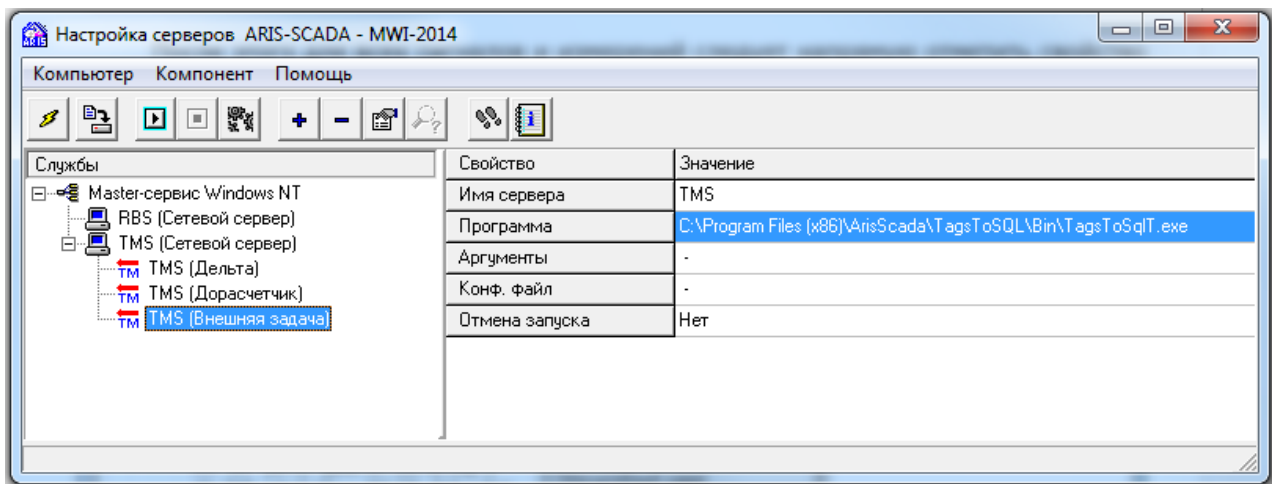 Настройка серверов ARIS-SCADA - MWI-2014
Компьютер Компонент Помощь
Службы
Master-сервис Windows NT
RBS (Сетевой сервер)
TMS (Сетевой сервер)
TMS (Дельта)
TMS (Дорасчетчик)
TMS (Внешняя задача)
Свойство Значение
Имя сервера TMS
Программа C:\Program Files (x86)\ArisScada\TagsToSQL\Bin\TagsToSqlT.exe
Аргументы -
Конф. файл -
Отмена запуска Нет